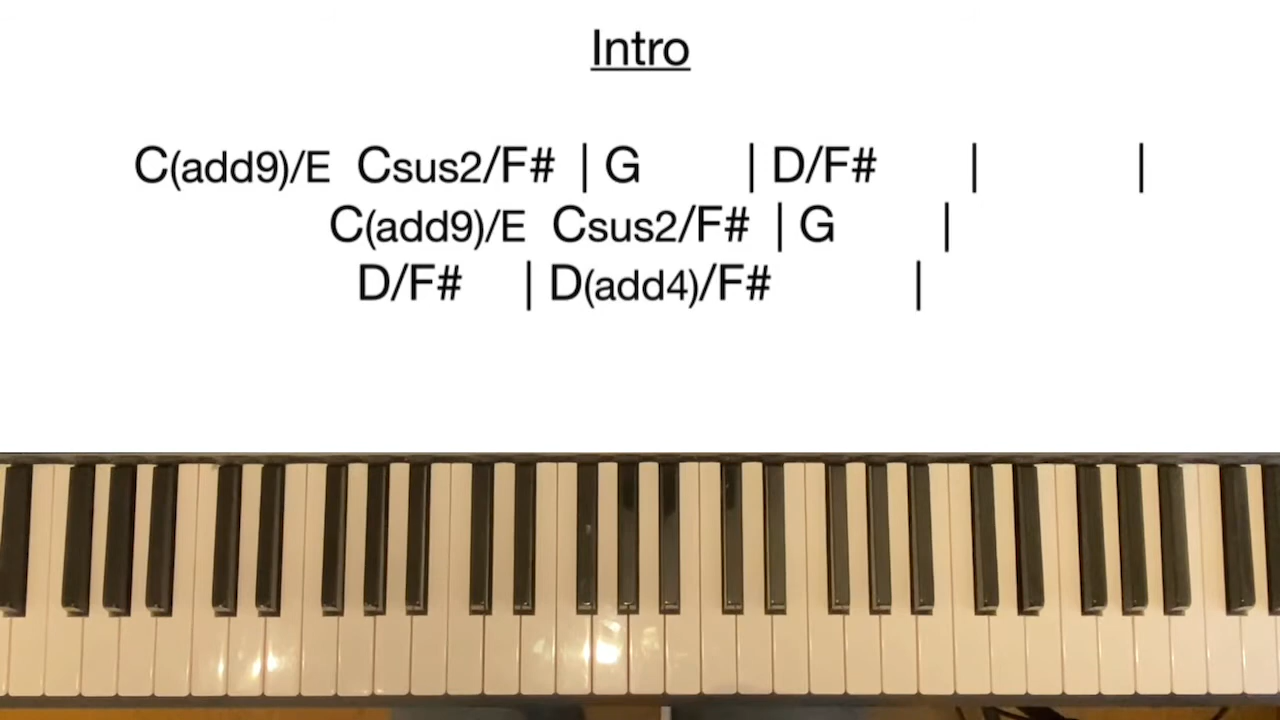 Intro
C(add9)/E Csus2/F# | G | D/F# | |
C(add9)/E Csus2/F# | G |
D/F# | D(add4)/F# |